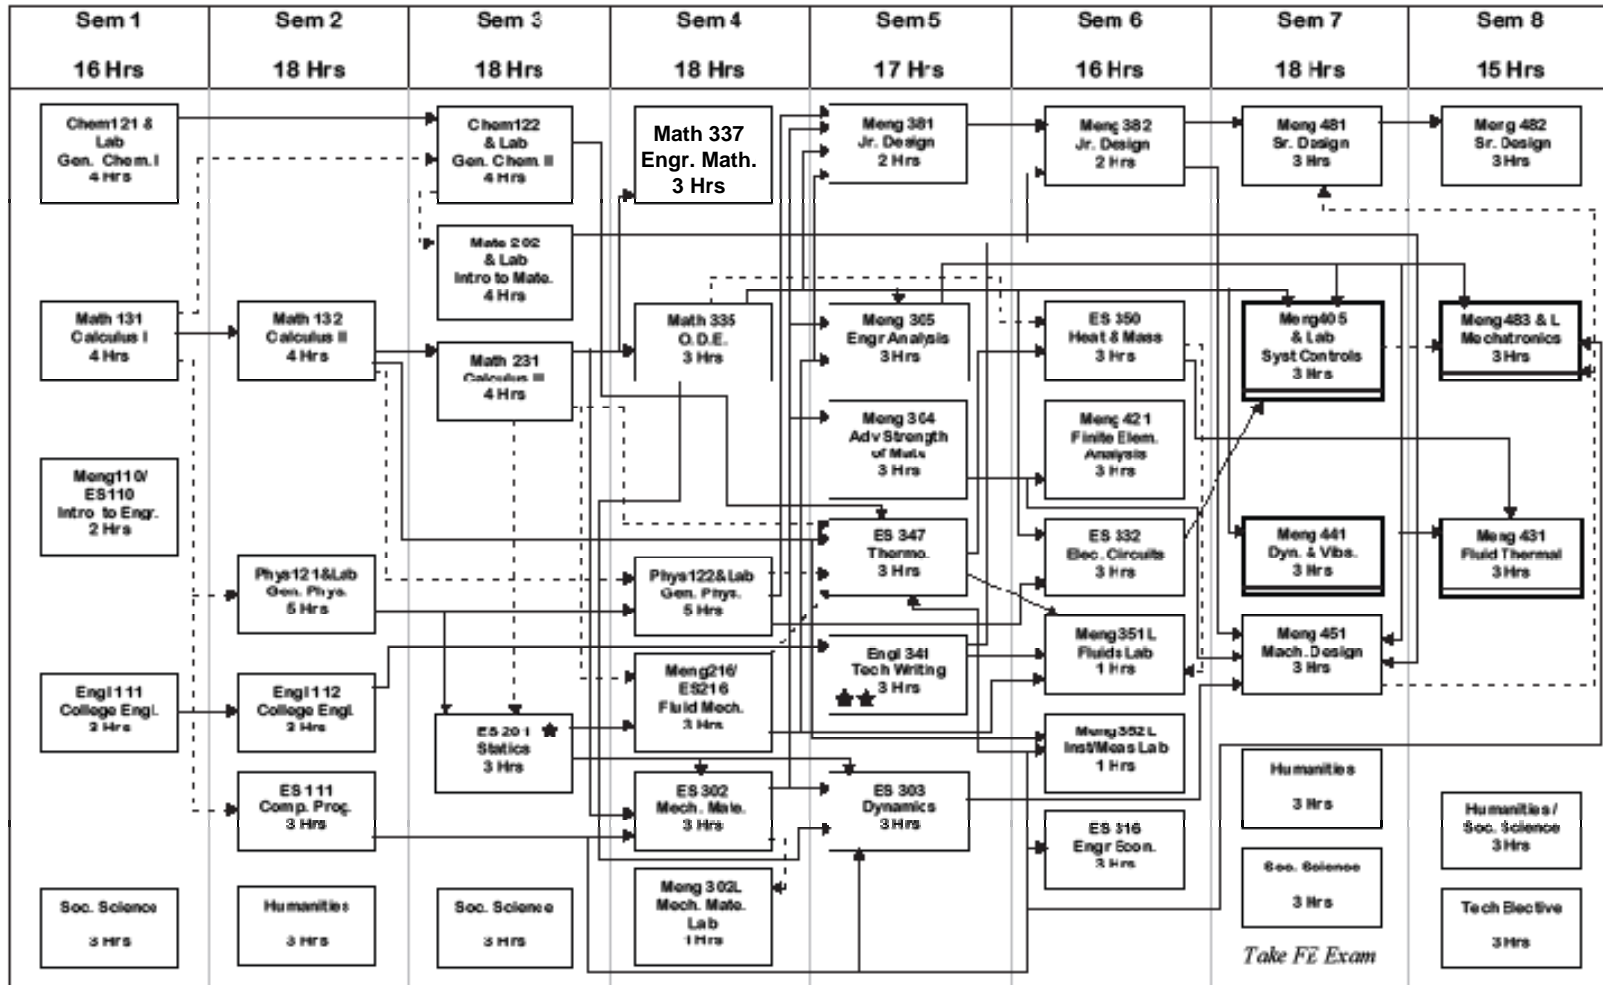 Sem 1
16 Hrs
Sem 2
18 Hrs
Sem 3
18 Hrs
Sem 4
18 Hrs
Sem 5
17 Hrs
Sem 6
16 Hrs
Sem 7
18 Hrs
Sem 8
15 Hrs
Chem121 &
Lab
Gen. Chem. I
4 Hrs
Math 131
Calculus I
4 Hrs
Meng110/
ES110
Intro to Engr.
2 Hrs
Engl 111
College Engl.
3 Hrs
Soc. Science
3 Hrs
Math 132
Calculus II
4 Hrs
Phys121&Lab
Gen. Phys.
5 Hrs
Engl 112
College Engl.
3 Hrs
ES 111
Comp. Prog.
3 Hrs
Humanities
3 Hrs
Chem122
& Lab
Gen. Chem. II
4 Hrs
Mate 202
& Lab
Intro to Mate.
4 Hrs
Math 231
Calculus III
4 Hrs
ES 201
Statics
3 Hrs
Soc. Science
3 Hrs
Math 337
Engr. Math.
3 Hrs
Math 335
O.D.E.
3 Hrs
Phys122&Lab
Gen. Phys.
5 Hrs
Meng216/
ES216
Fluid Mech.
3 Hrs
ES 302
Mech. Mate.
3 Hrs
Meng 302L
Mech. Mate.
Lab
1 Hrs
Meng 381
Jr. Design
2 Hrs
Meng 305
Engr Analysis
3 Hrs
Meng 304
Adv Strength
of Mate
3 Hrs
ES 347
Thermo.
3 Hrs
Engl 341
Tech Writing
3 Hrs
ES 303
Dynamics
3 Hrs
Meng 382
Jr. Design
2 Hrs
ES 350
Heat & Mass
3 Hrs
Meng 421
Finite Elem.
Analysis
3 Hrs
ES 332
Elec. Circuits
3 Hrs
Meng351L
Fluids Lab
1 Hrs
Meng352L
Inst/Meas Lab
1 Hrs
ES 316
Engr Econ.
3 Hrs
Meng 481
Sr. Design
3 Hrs
Meng405
& Lab
Syst Controls
3 Hrs
Meng 441
Dyn. & Vibs.
3 Hrs
Meng 451
Mach. Design
3 Hrs
Humanities
3 Hrs
Soc. Science
3 Hrs
Take FE Exam
Meng 482
Sr. Design
3 Hrs
Meng483 & L
Mechatronics
3 Hrs
Meng 431
Fluid Thermal
3 Hrs
Humanities/
Soc. Science
3 Hrs
Tech Elective
3 Hrs